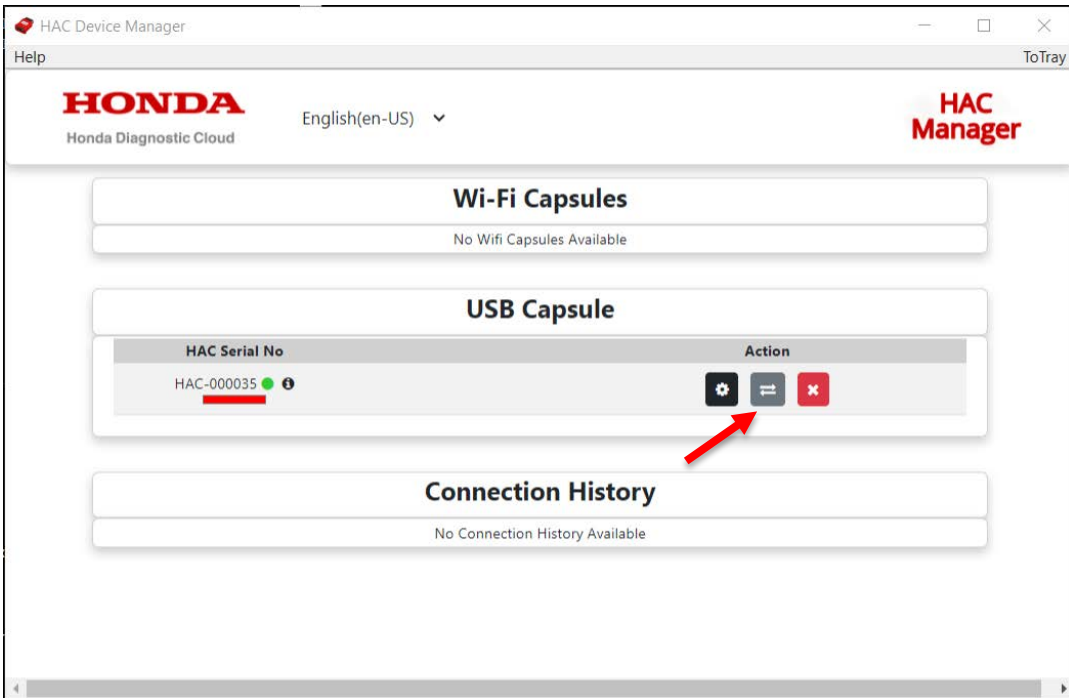 HAC Device Manager
Help ToTray
HONDA
Honda Diagnostic Cloud
English(en-US)
HAC
Manager
Wi-Fi Capsules
No Wifi Capsules Available
USB Capsule
HAC Serial No Action
HAC-000035
Connection History
No Connection History Available